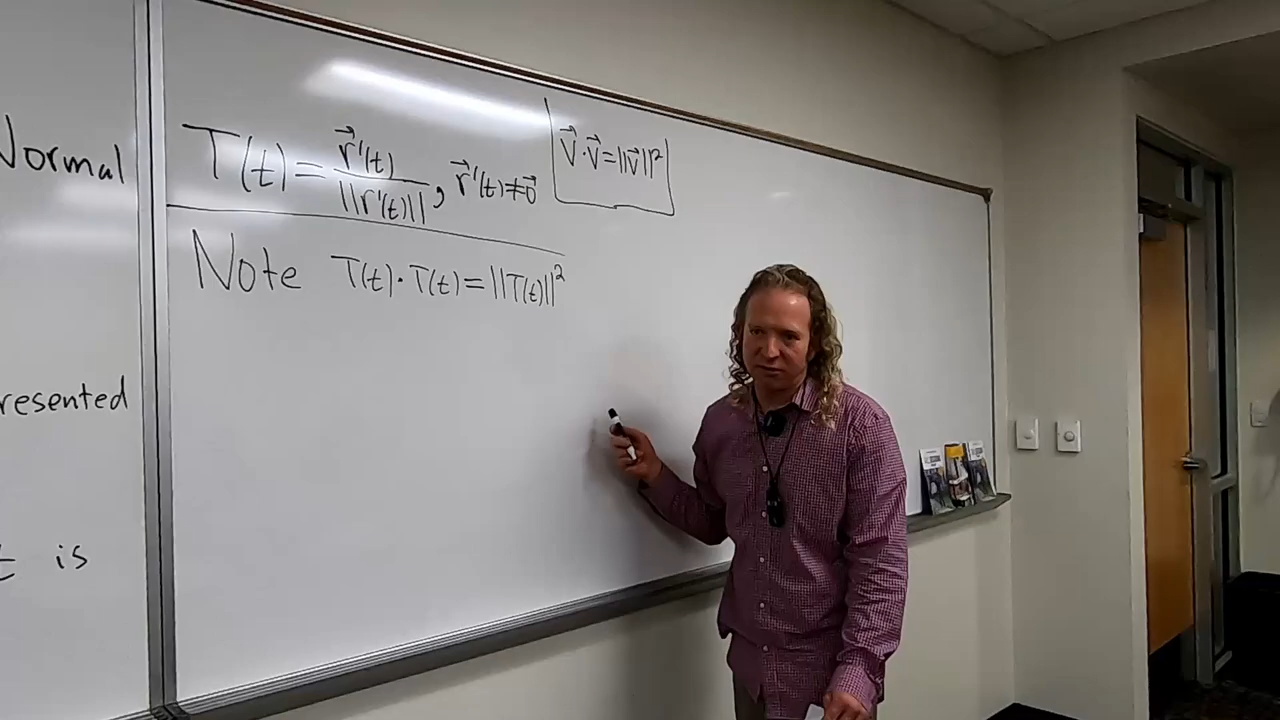 Normal
T(t) = r⃗'(t) / ||r'(t)||, r⃗'(t) ≠ 0⃗
V⃗·V⃗ = ||V⃗||²
Note T(t)·T(t) = ||T(t)||²
resented
t is